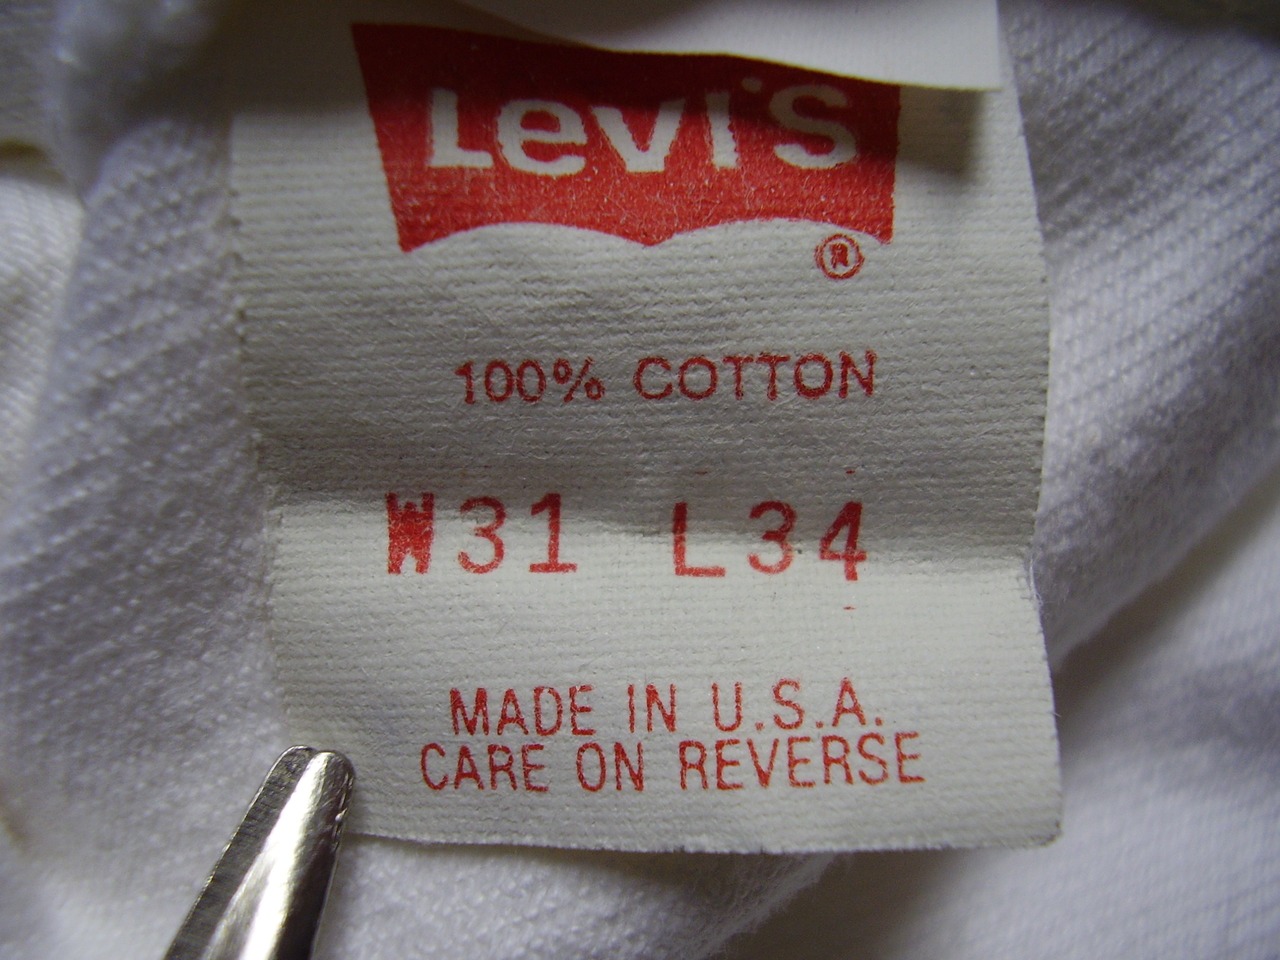 Levi's
®
100% COTTON
W31 L34
MADE IN U.S.A.
CARE ON REVERSE